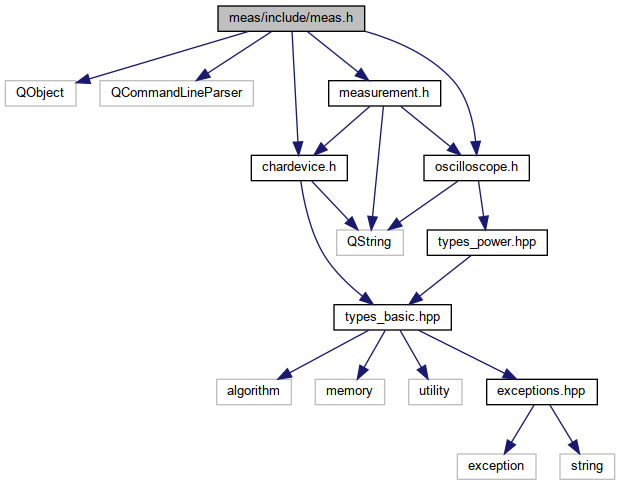 meas/include/meas.h
QObject
QCommandLineParser
measurement.h
chardevice.h
oscilloscope.h
QString
types_power.hpp
types_basic.hpp
algorithm
memory
utility
exceptions.hpp
exception
string